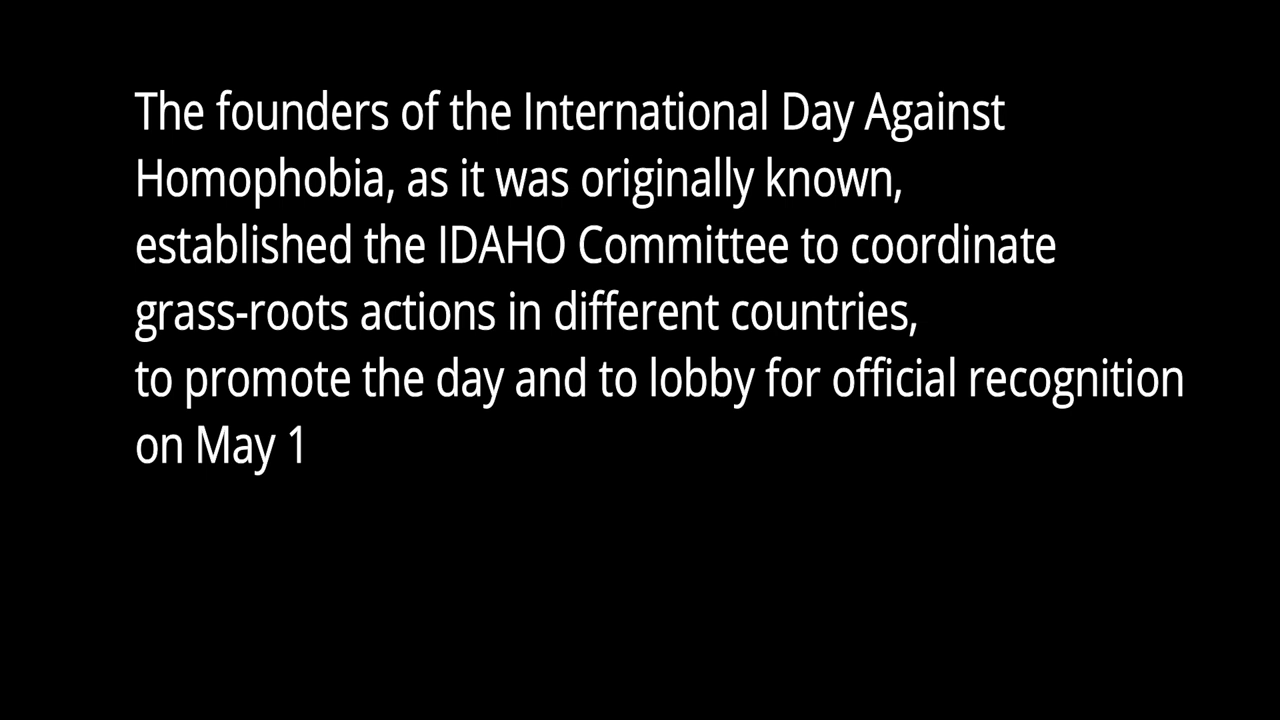 The founders of the International Day Against
Homophobia, as it was originally known,
established the IDAHO Committee to coordinate
grass-roots actions in different countries,
to promote the day and to lobby for official recognition
on May 1